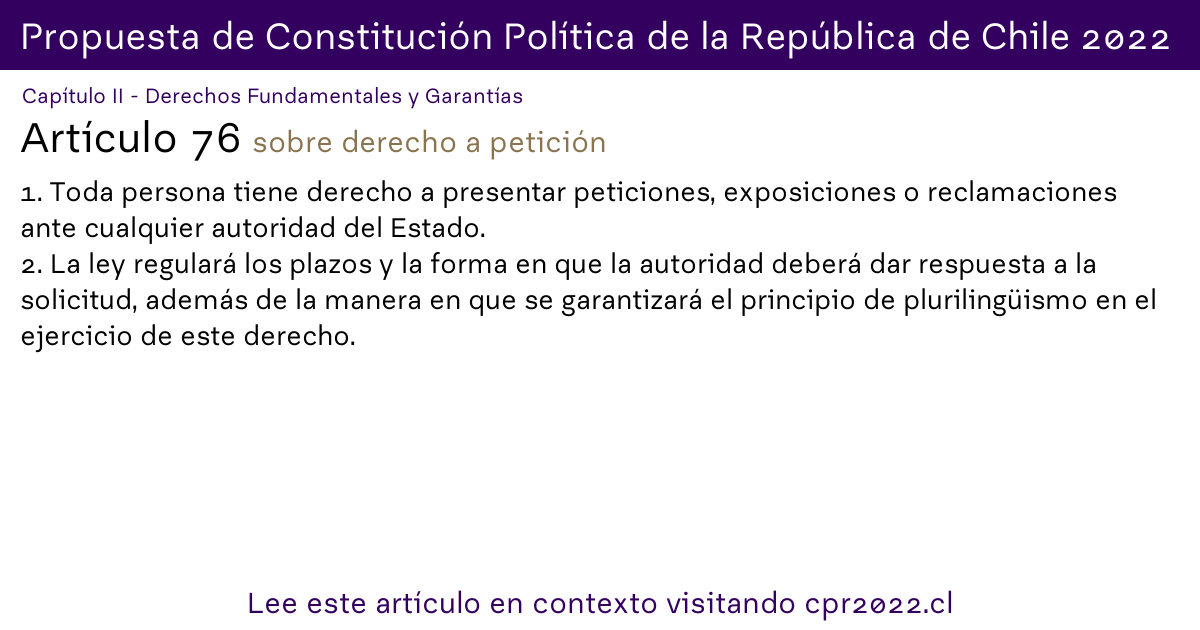 Propuesta de Constitución Política de la República de Chile 2022
Capítulo II - Derechos Fundamentales y Garantías
Artículo 76 sobre derecho a petición
1. Toda persona tiene derecho a presentar peticiones, exposiciones o reclamaciones
ante cualquier autoridad del Estado.
2. La ley regulará los plazos y la forma en que la autoridad deberá dar respuesta a la
solicitud, además de la manera en que se garantizará el principio de plurilingüismo en el
ejercicio de este derecho.
Lee este artículo en contexto visitando cpr2022.cl